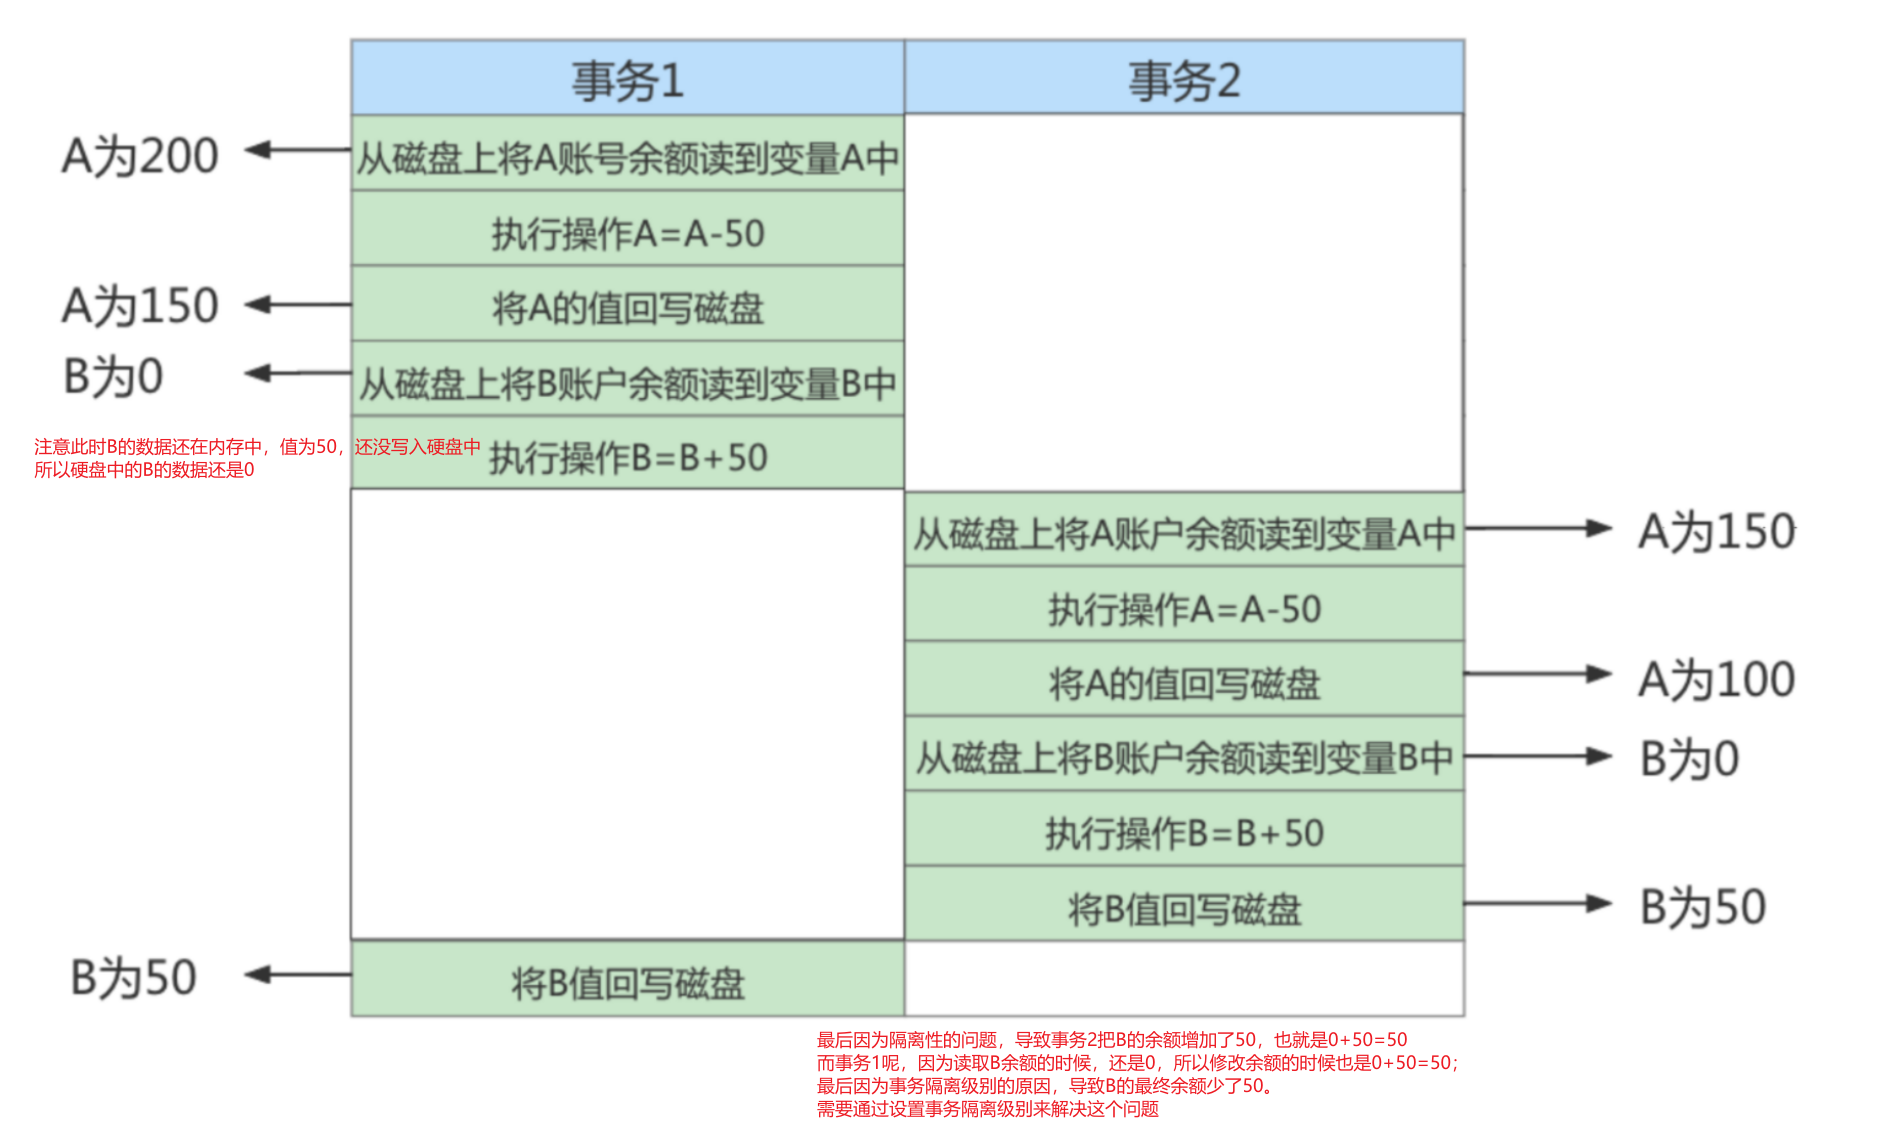 事务1
事务2
A为200
从磁盘上将A账号余额读到变量A中
执行操作A=A-50
A为150
将A的值回写磁盘
B为0
从磁盘上将B账户余额读到变量B中
注意此时B的数据还在内存中，值为50，还没写入硬盘中
所以硬盘中的B的数据还是0
执行操作B=B+50
从磁盘上将A账户余额读到变量A中
A为150
执行操作A=A-50
将A的值回写磁盘
A为100
从磁盘上将B账户余额读到变量B中
B为0
执行操作B=B+50
将B值回写磁盘
B为50
B为50
将B值回写磁盘
最后因为隔离性的问题，导致事务2把B的余额增加了50，也就是0+50=50
而事务1呢，因为读取B余额的时候，还是0，所以修改余额的时候也是0+50=50；
最后因为事务隔离级别的原因，导致B的最终余额少了50。
需要通过设置事务隔离级别来解决这个问题